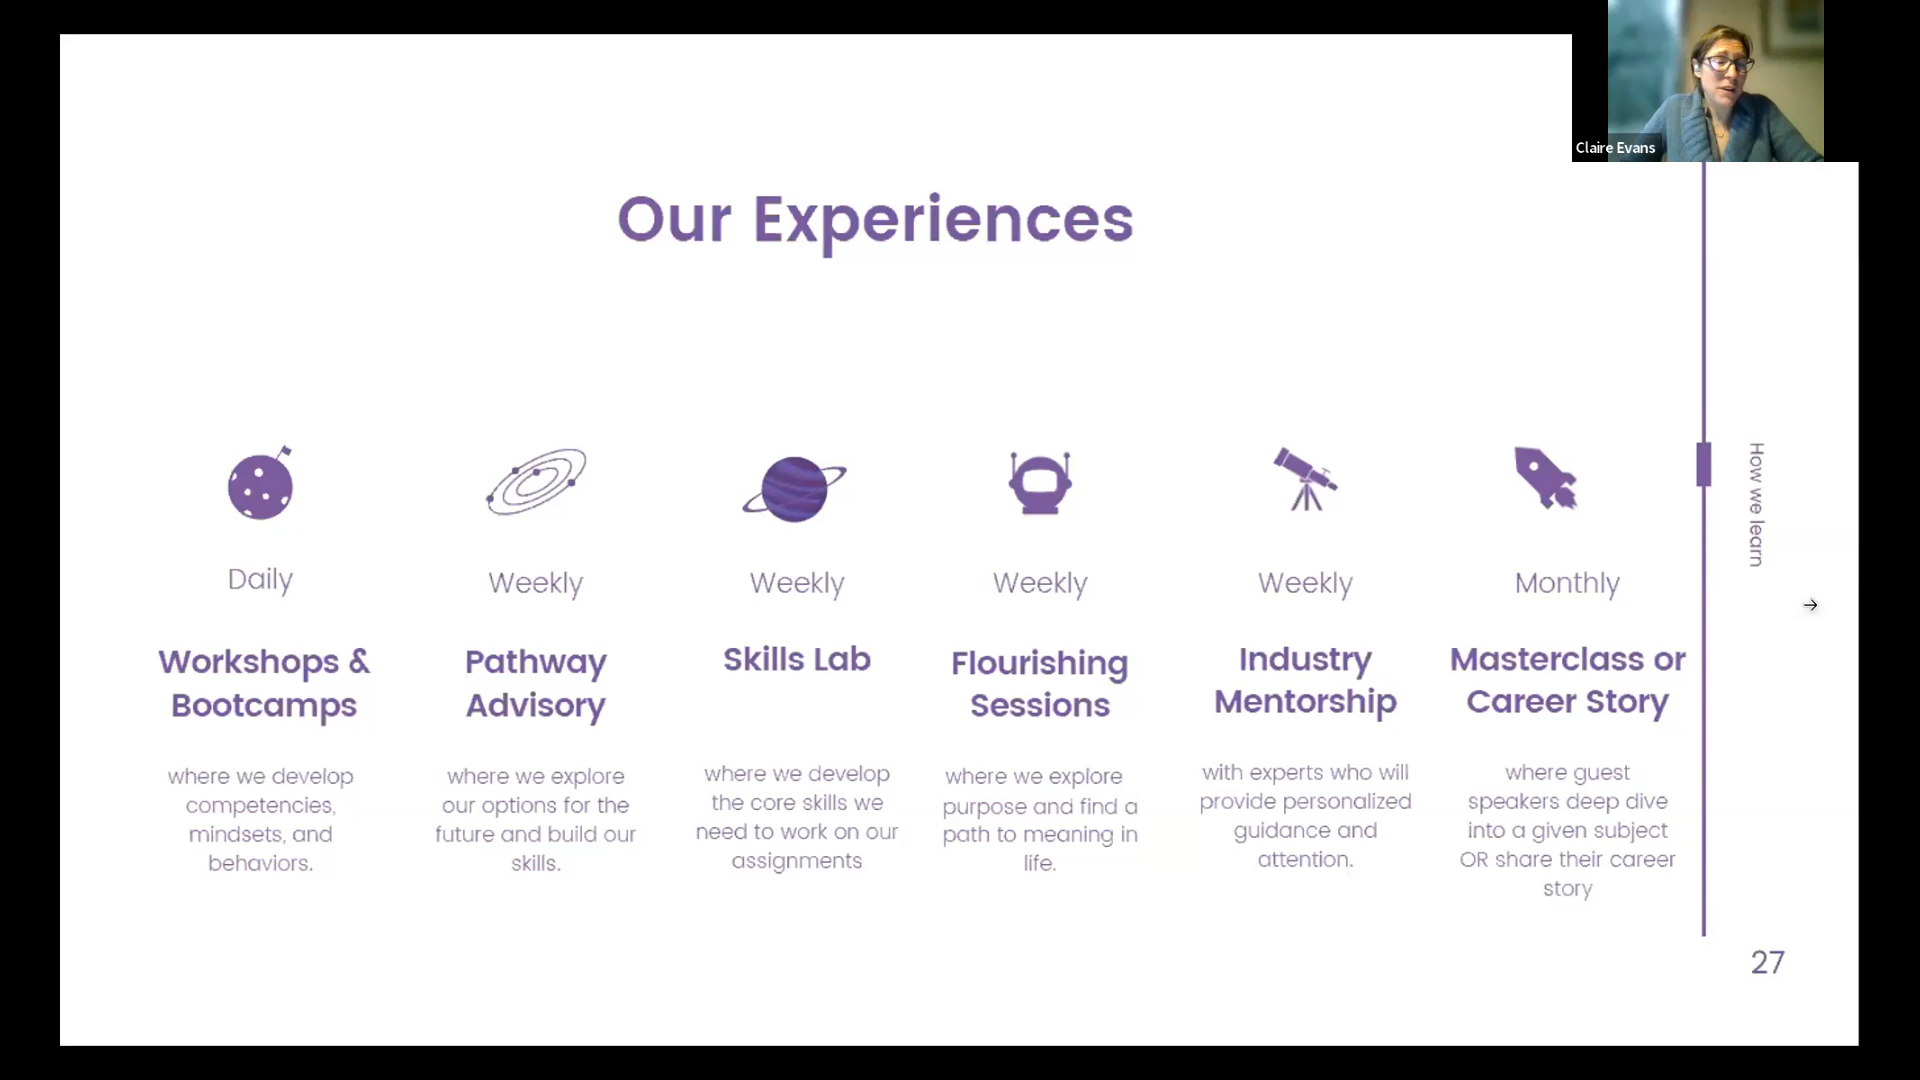 Claire Evans
Our Experiences
Daily
Workshops &
Bootcamps
where we develop
competencies,
mindsets, and
behaviors.
Weekly
Pathway
Advisory
where we explore
our options for the
future and build our
skills.
Weekly
Skills Lab
where we develop
the core skills we
need to work on our
assignments
Weekly
Flourishing
Sessions
where we explore
purpose and find a
path to meaning in
life.
Weekly
Industry
Mentorship
with experts who will
provide personalized
guidance and
attention.
Monthly
Masterclass or
Career Story
where guest
speakers deep dive
into a given subject
OR share their career
story
How we learn
27